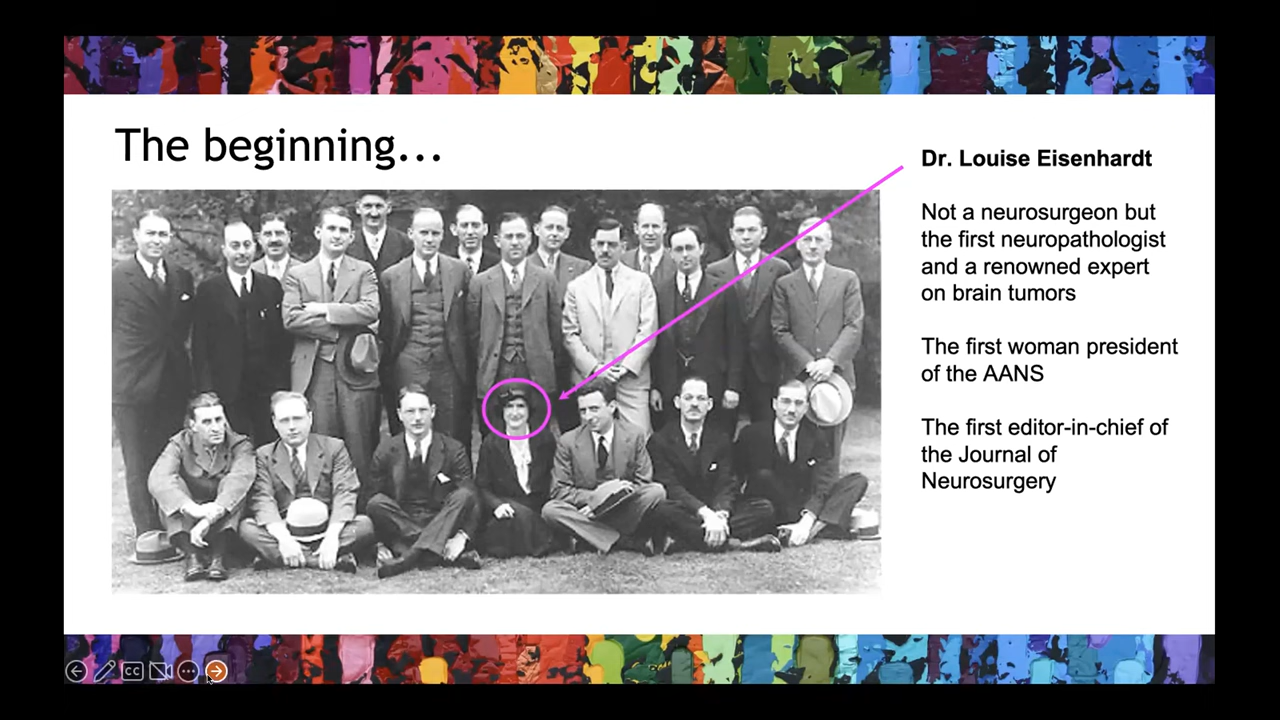 The beginning...
Dr. Louise Eisenhardt
Not a neurosurgeon but
the first neuropathologist
and a renowned expert
on brain tumors
The first woman president
of the AANS
The first editor-in-chief of
the Journal of
Neurosurgery
CC